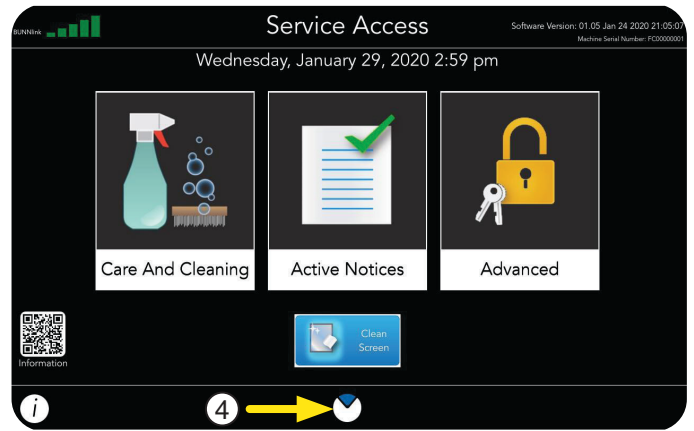 BUNNlink
Service Access
Software Version: 01.05 Jan 24 2020 21:05:07
Machine Serial Number: FC00000001
Wednesday, January 29, 2020 2:59 pm
Care And Cleaning
Active Notices
Advanced
Clean
Screen
Information
i
4